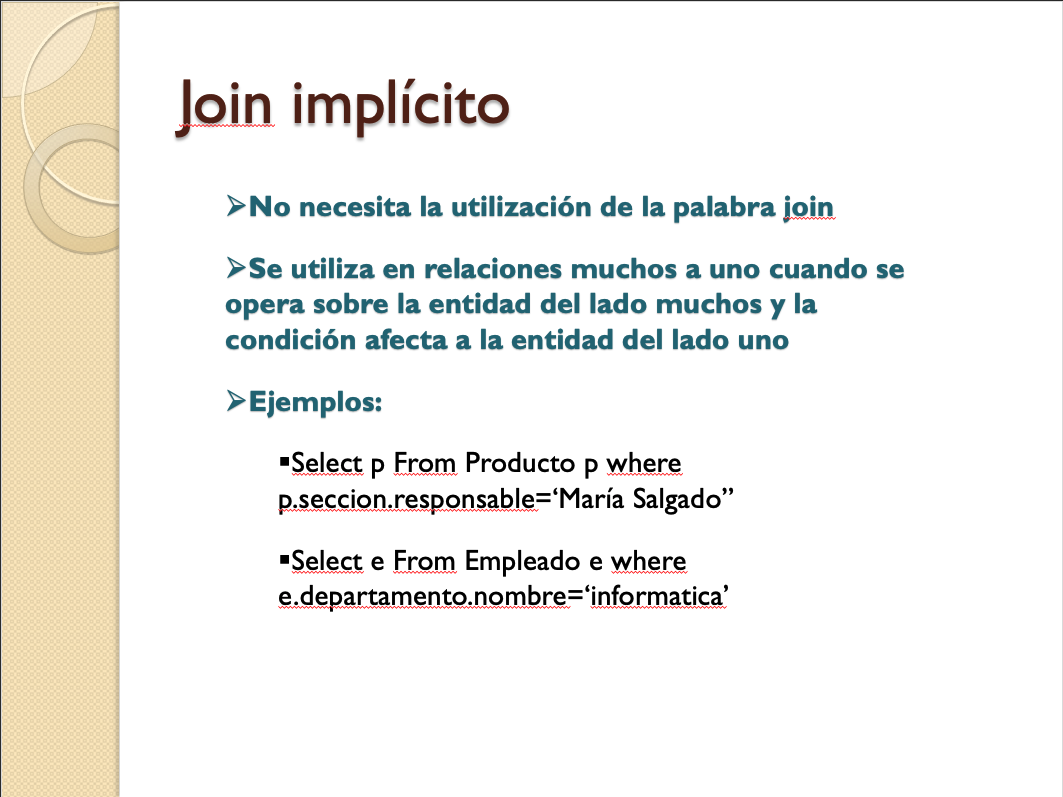 Join implícito
➢No necesita la utilización de la palabra join
➢Se utiliza en relaciones muchos a uno cuando se
opera sobre la entidad del lado muchos y la
condición afecta a la entidad del lado uno
➢Ejemplos:
▪Select p From Producto p where
p.seccion.responsable=‘María Salgado”
▪Select e From Empleado e where
e.departamento.nombre=‘informatica’